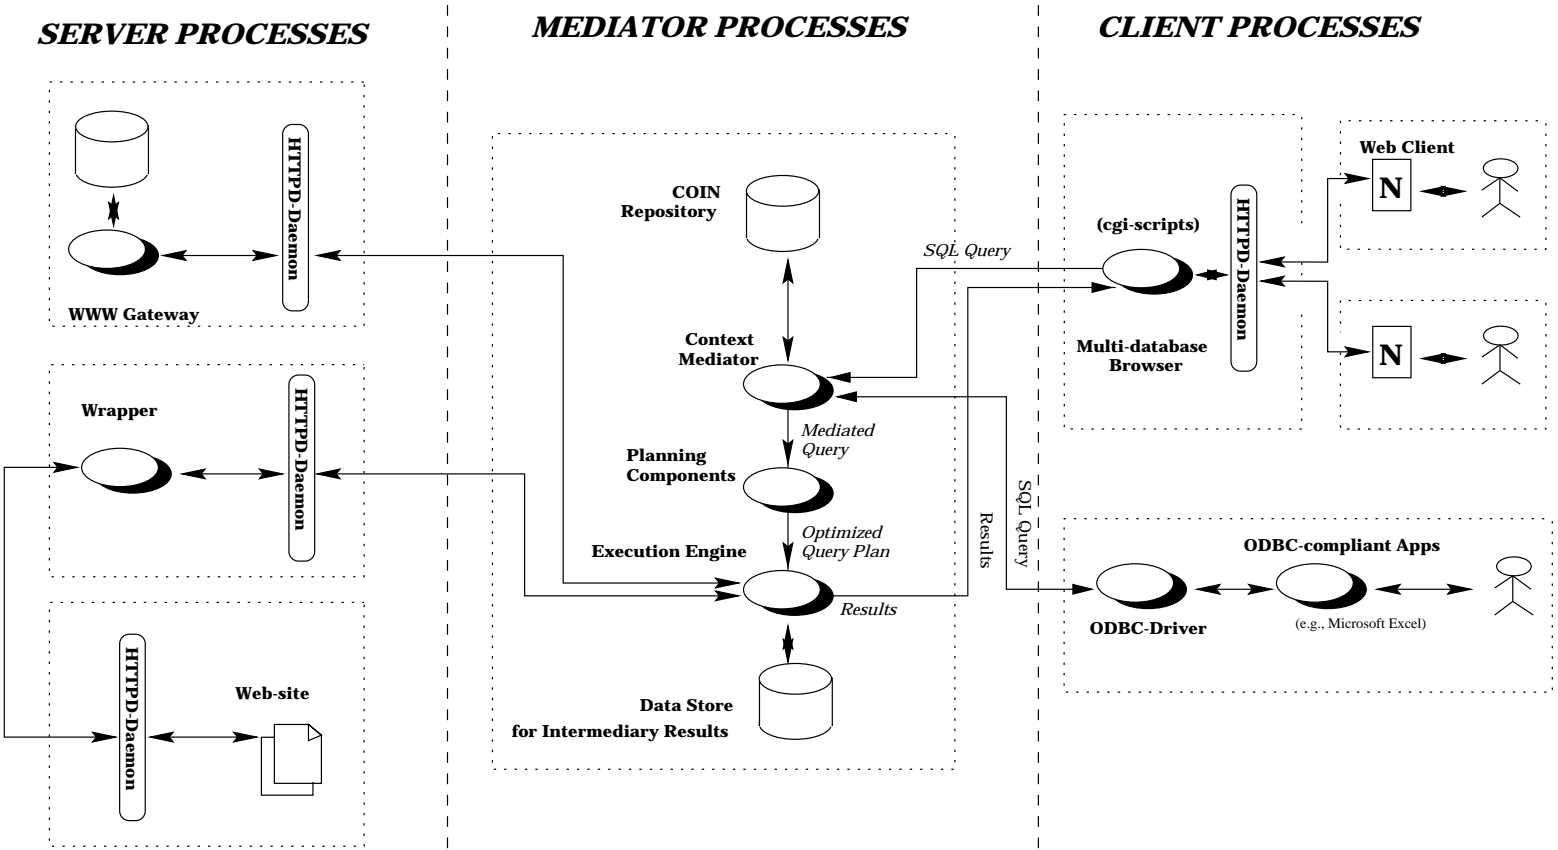 SERVER PROCESSES
MEDIATOR PROCESSES
CLIENT PROCESSES
HTTPD-Daemon
WWW Gateway
Wrapper
HTTPD-Daemon
HTTPD-Daemon
Web-site
COIN
Repository
Context
Mediator
Mediated
Query
Planning
Components
Optimized
Query Plan
Execution Engine
Results
Data Store
for Intermediary Results
SQL Query
Results
SQL Query
(cgi-scripts)
HTTPD-Daemon
Multi-database
Browser
Web Client
N
N
ODBC-compliant Apps
ODBC-Driver
(e.g., Microsoft Excel)